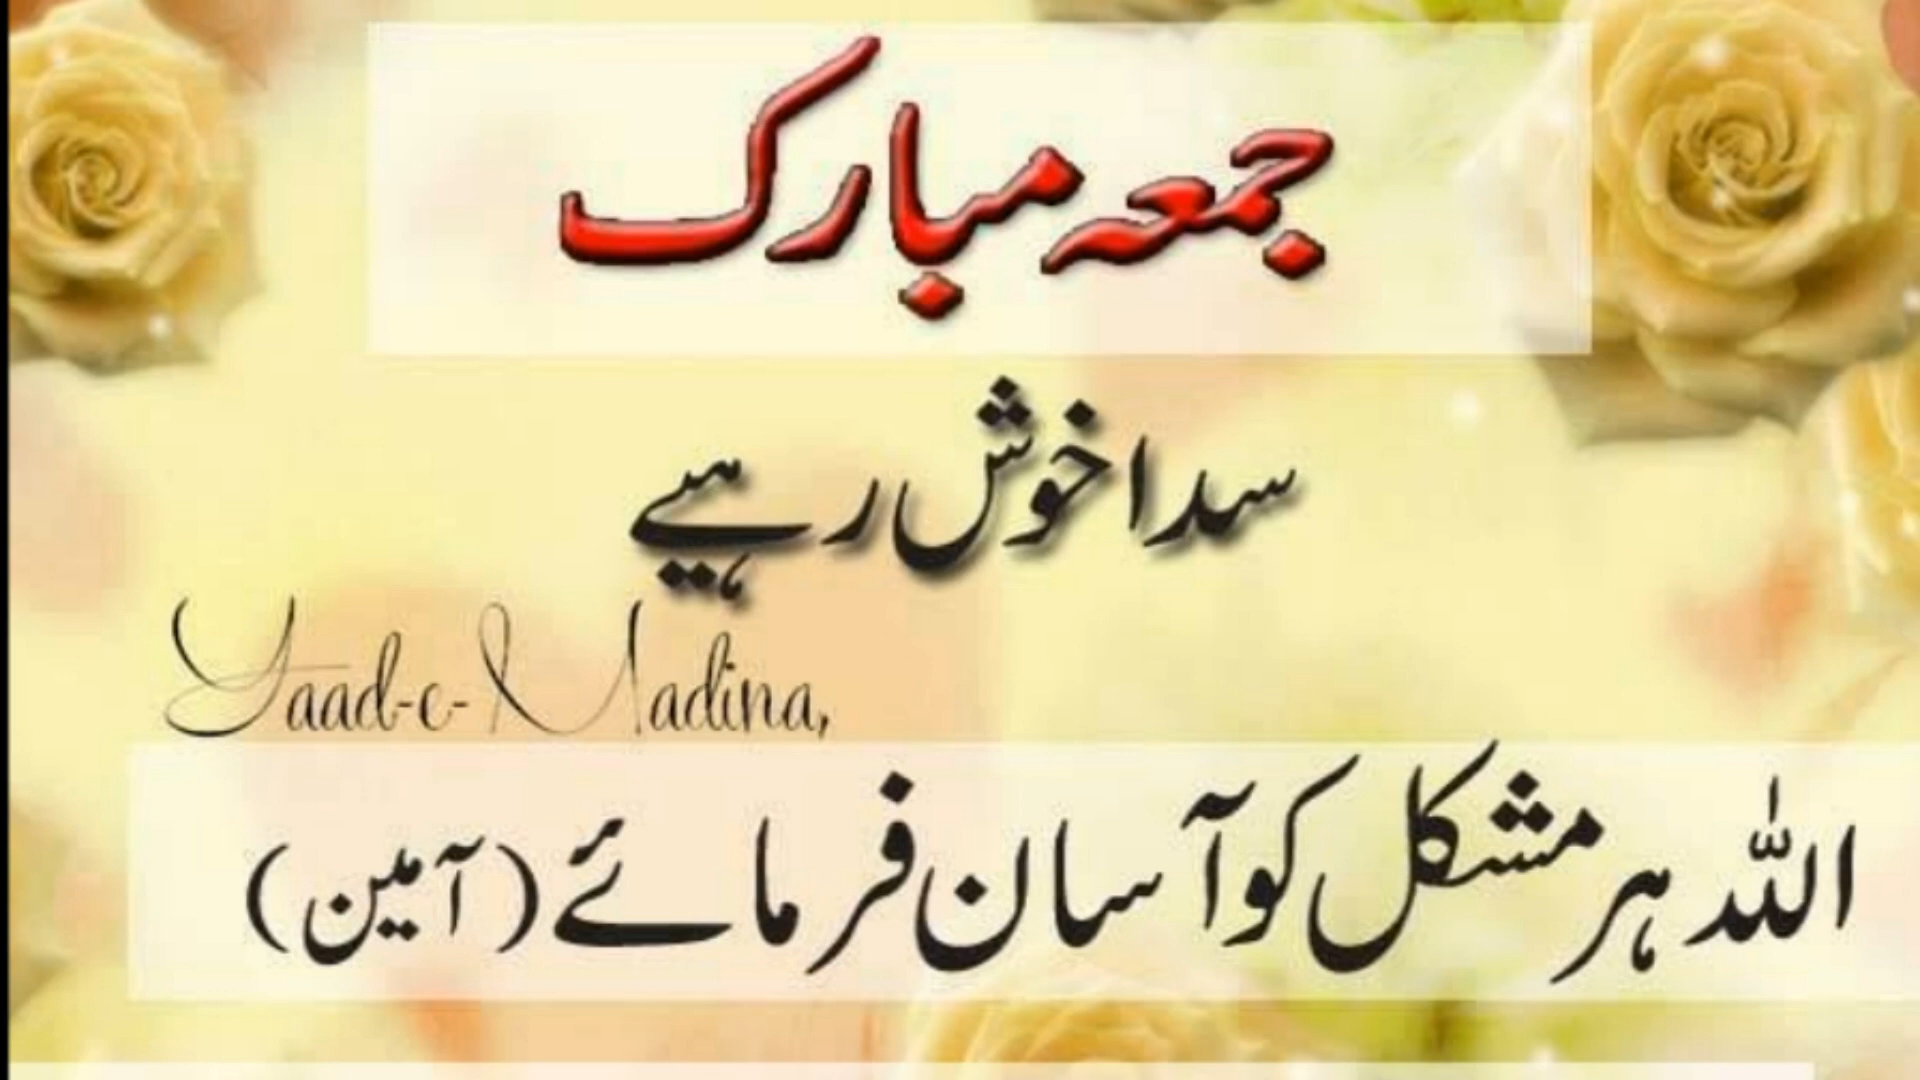 جمعہ مبارک
سدا خوش رہیے
Yaad-e-Madina,
اللہ ہر مشکل کو آسان فرمائے (آمین)